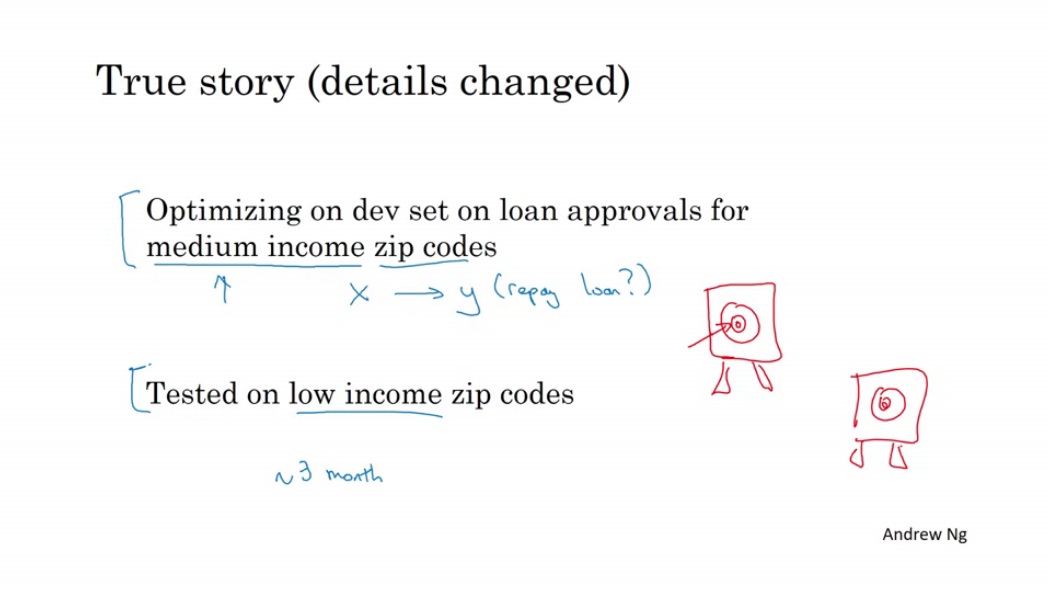 True story (details changed)
Optimizing on dev set on loan approvals for
medium income zip codes
x → y (repay loan?)
Tested on low income zip codes
~3 month
Andrew Ng